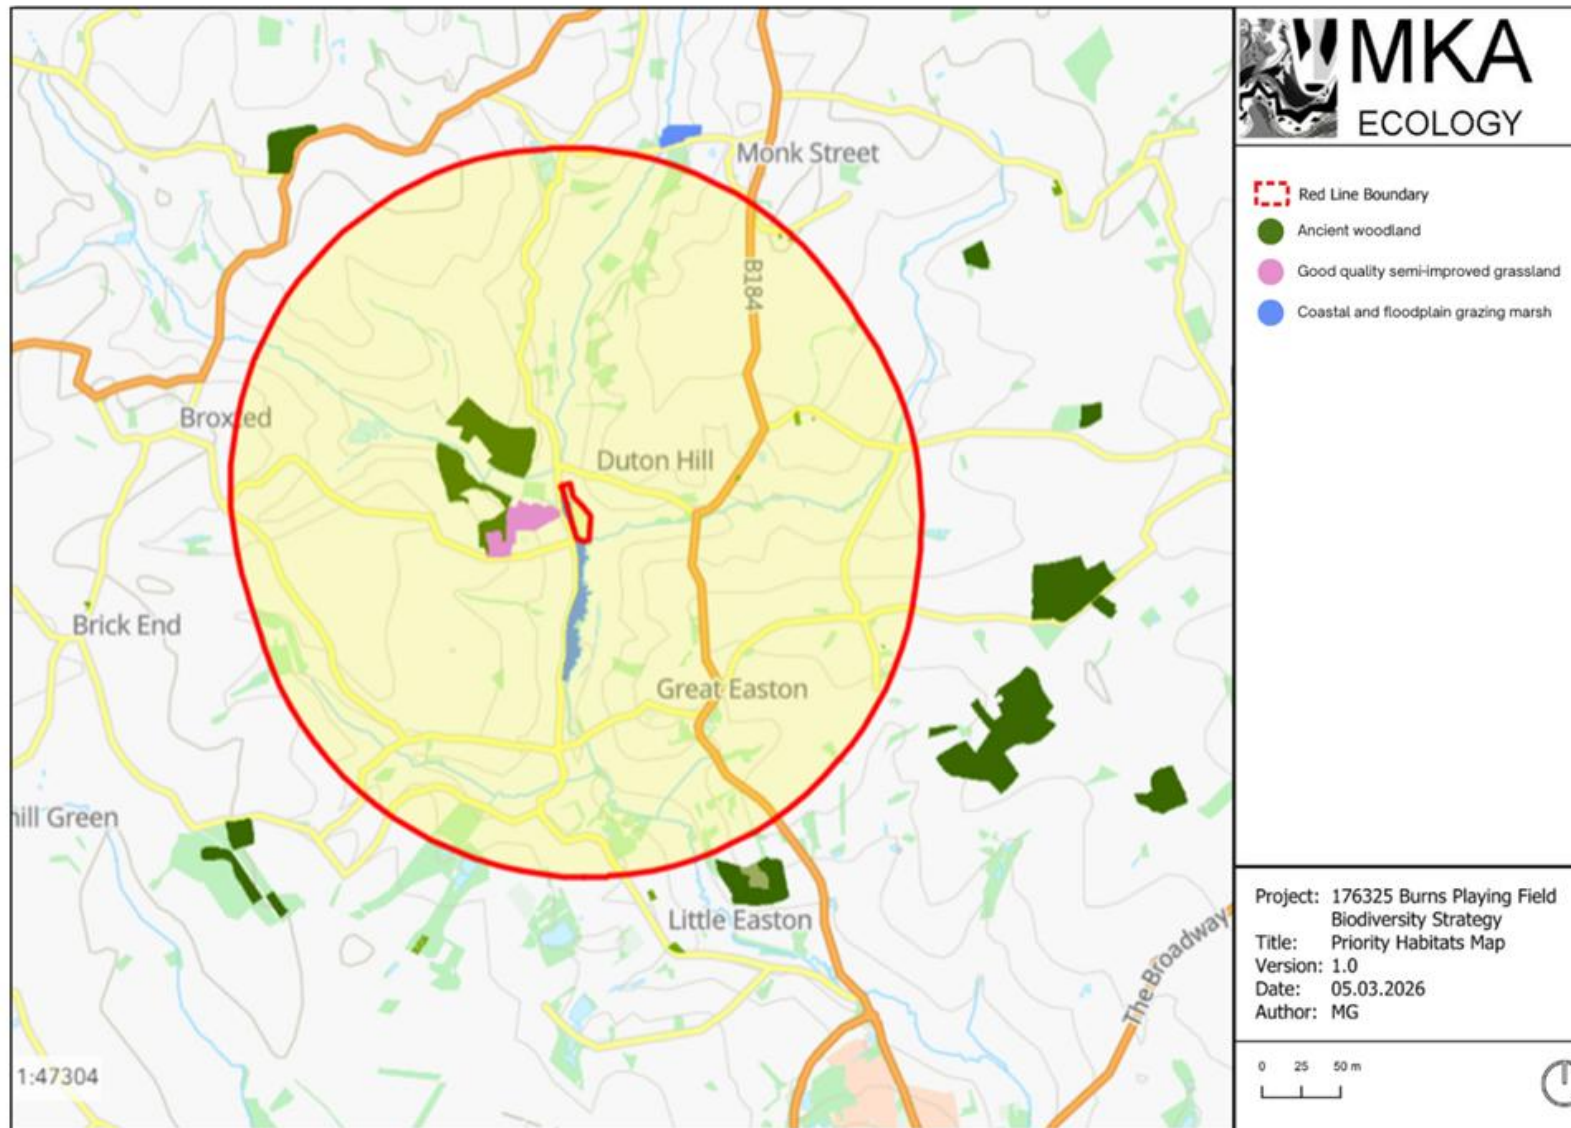 MKA
ECOLOGY
Red Line Boundary
Ancient woodland
Good quality semi-improved grassland
Coastal and floodplain grazing marsh
Monk Street
B184
Broxted
Duton Hill
Brick End
Great Easton
hill Green
Little Easton
The Broadway
1:47304
Project: 176325 Burns Playing Field
Biodiversity Strategy
Title: Priority Habitats Map
Version: 1.0
Date: 05.03.2026
Author: MG
0 25 50 m